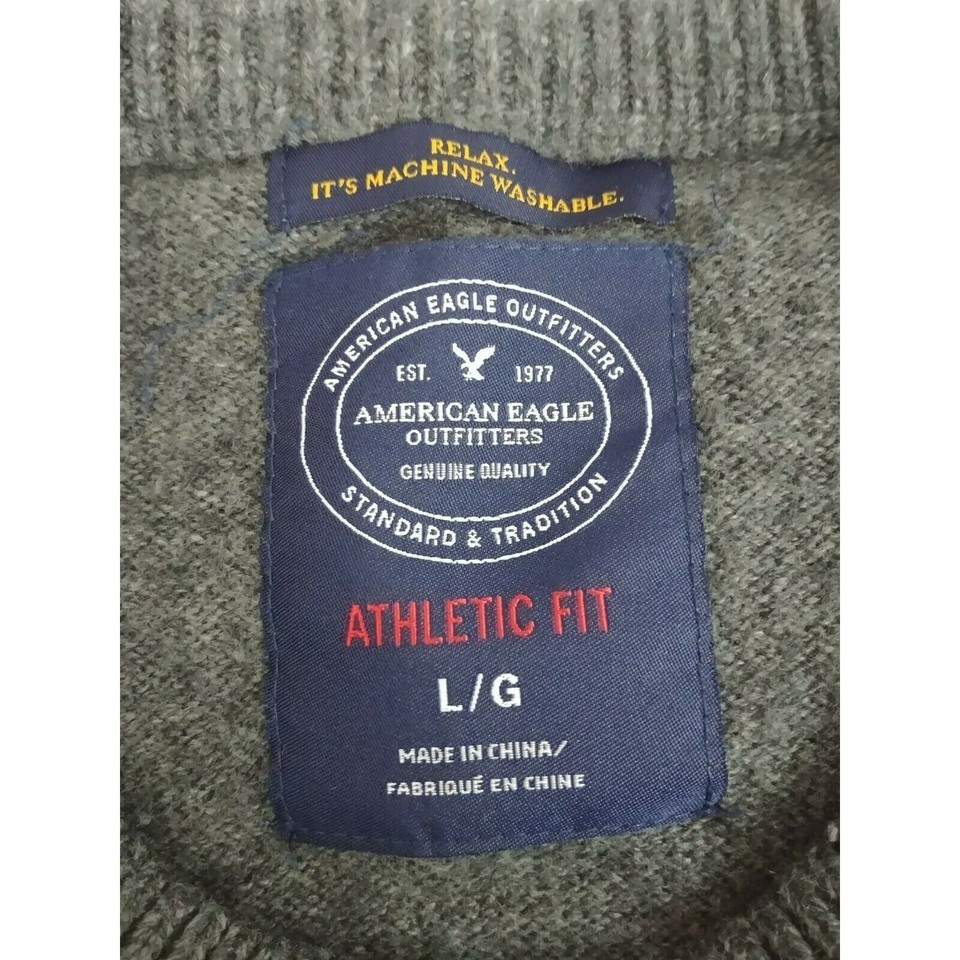 RELAX.
IT'S MACHINE WASHABLE.
AMERICAN EAGLE OUTFITTERS
EST. 1977
AMERICAN EAGLE
OUTFITTERS
GENUINE QUALITY
STANDARD & TRADITION
ATHLETIC FIT
L/G
MADE IN CHINA/
FABRIQUÉ EN CHINE